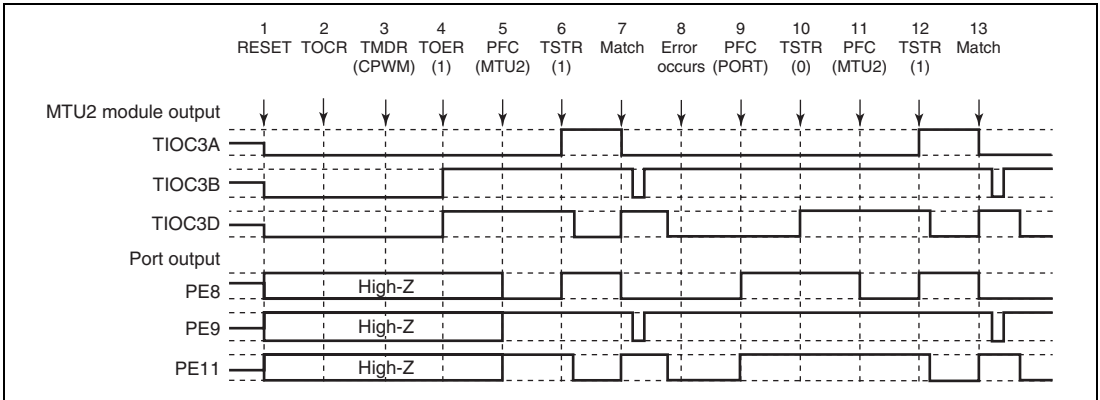 1 2 3 4 5 6 7 8 9 10 11 12 13
RESET TOCR TMDR TOER PFC TSTR Match Error PFC TSTR PFC TSTR Match
(CPWM) (1) (MTU2) (1) occurs (PORT) (0) (MTU2) (1)
MTU2 module output
TIOC3A
TIOC3B
TIOC3D
Port output
PE8 High-Z
PE9 High-Z
PE11 High-Z